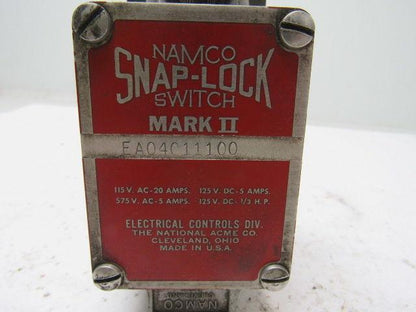 NAMCO
SNAP-LOCK
SWITCH
MARK II
EA04011100
115 V. AC-20 AMPS. 125 V. DC-5 AMPS.
575 V. AC-5 AMPS. 125 V. DC-1/3 H.P.
ELECTRICAL CONTROLS DIV.
THE NATIONAL ACME CO.
CLEVELAND, OHIO
MADE IN U.S.A.
NAMCO